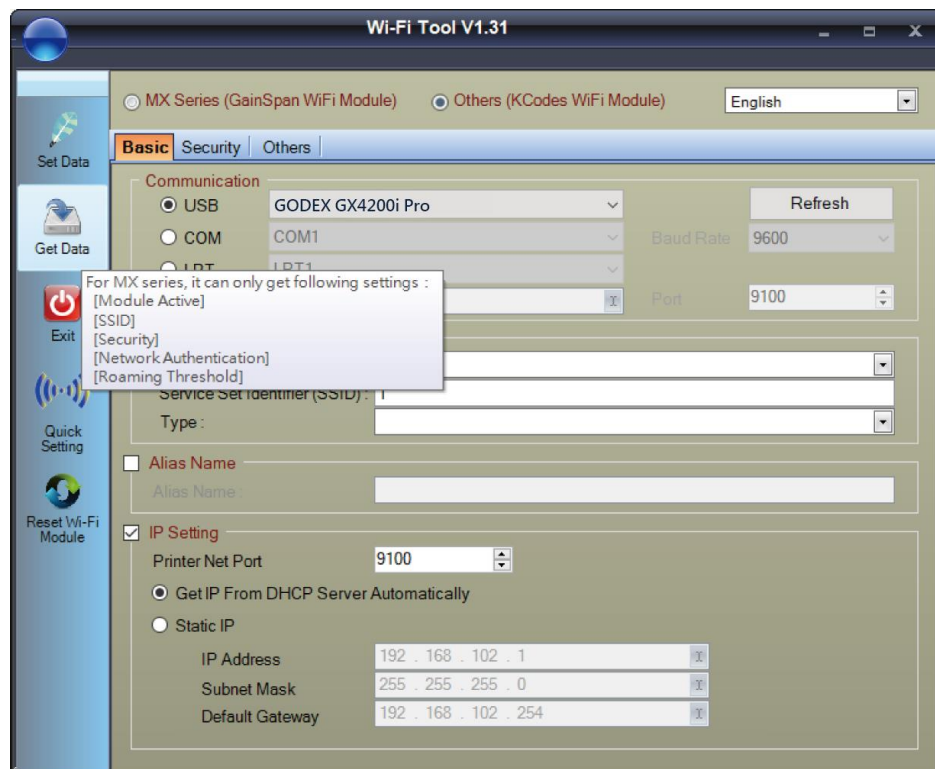 Wi-Fi Tool V1.31
MX Series (GainSpan WiFi Module) Others (KCodes WiFi Module) English
Set Data
Get Data
Exit
Quick
Setting
Reset Wi-Fi
Module
Basic Security Others
Communication
USB GODEX GX4200i Pro Refresh
COM COM1 Baud Rate 9600
LPT LPT1
Port 9100
For MX series, it can only get following settings :
[Module Active]
[SSID]
[Security]
[Network Authentication]
[Roaming Threshold]
Service Set Identifier (SSID) :
Type :
Alias Name
Alias Name :
IP Setting
Printer Net Port 9100
Get IP From DHCP Server Automatically
Static IP
IP Address 192 . 168 . 102 . 1
Subnet Mask 255 . 255 . 255 . 0
Default Gateway 192 . 168 . 102 . 254